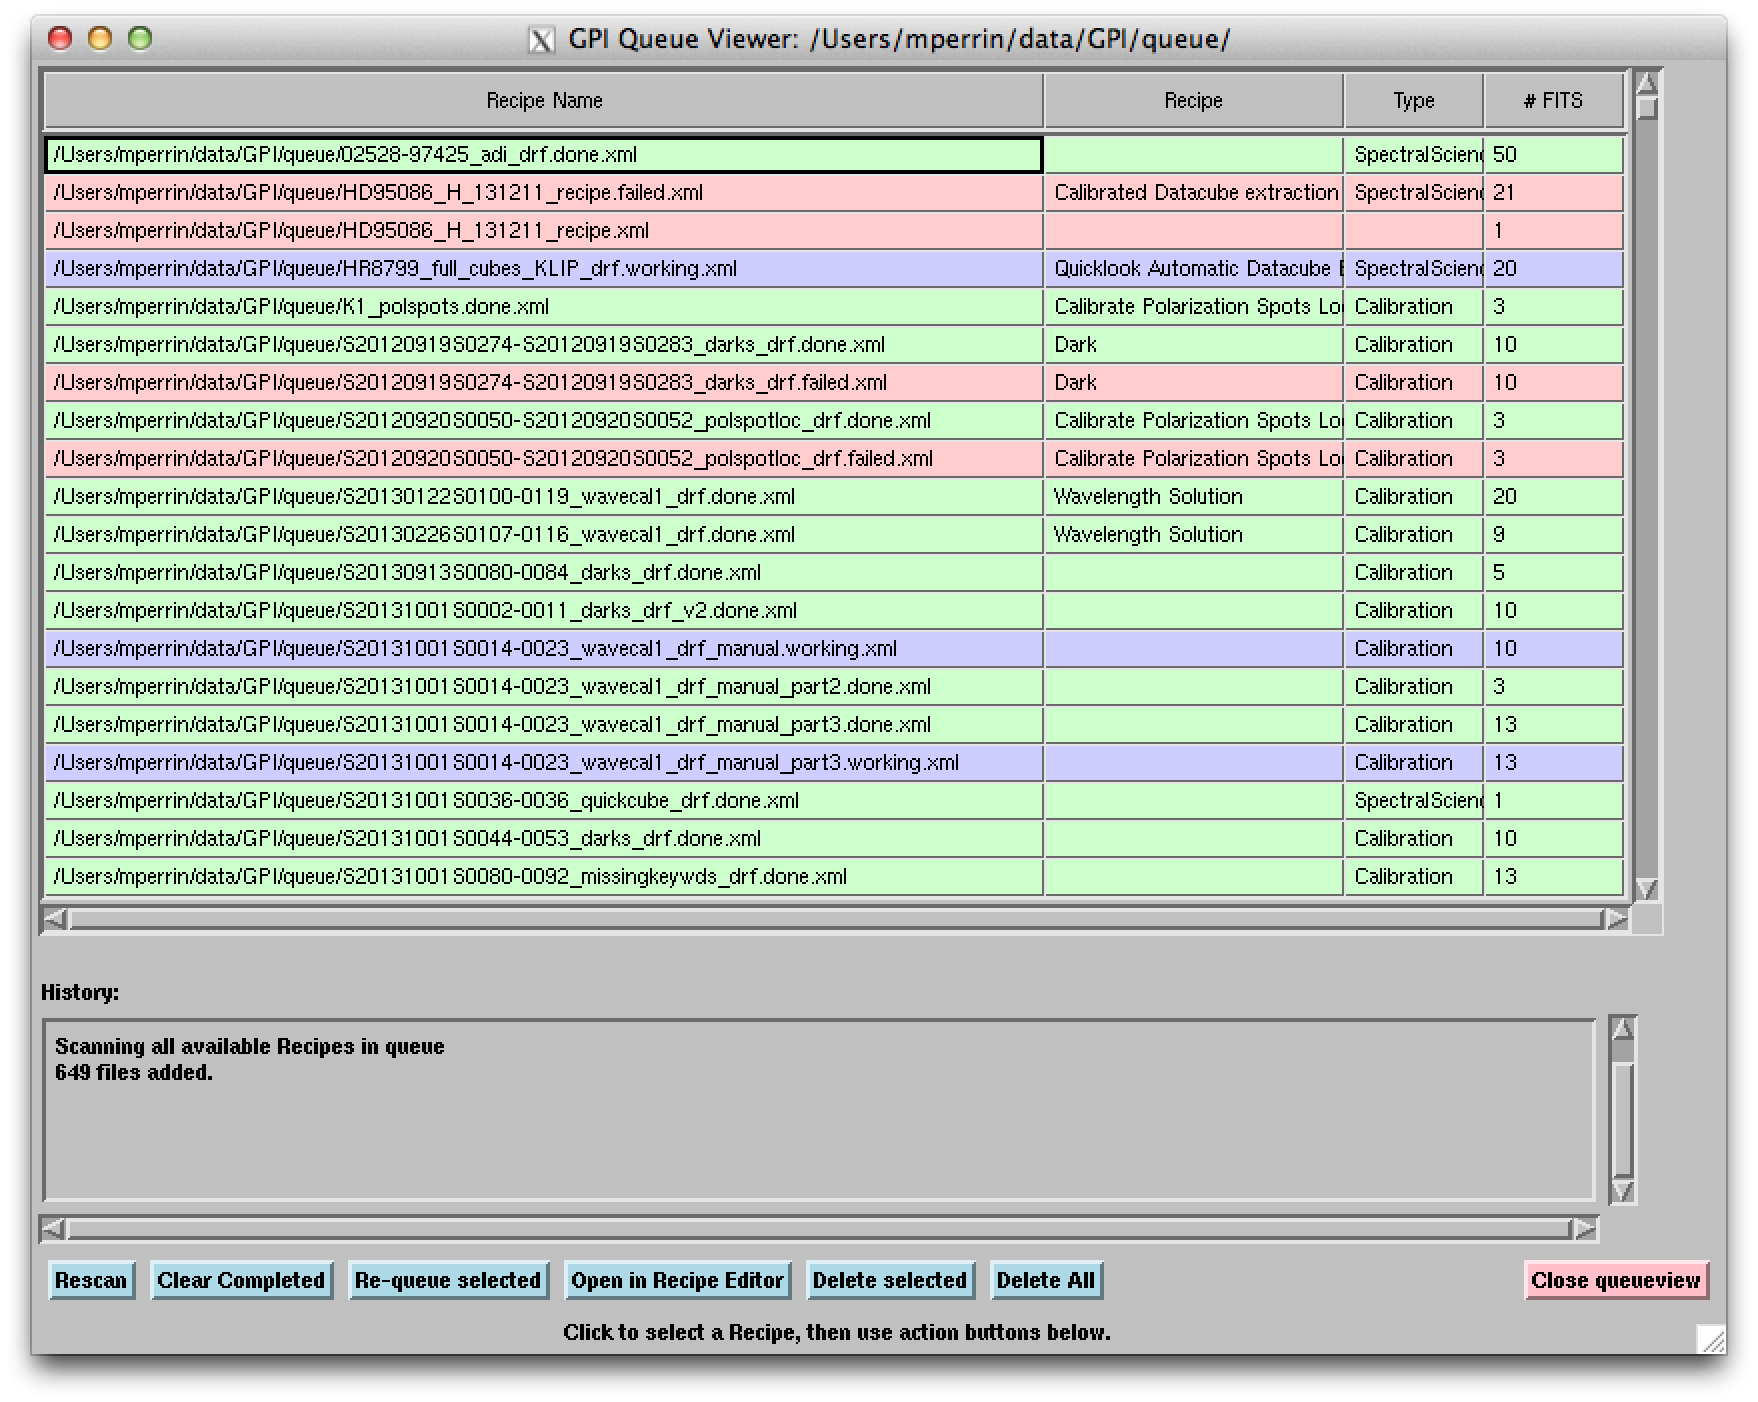 GPI Queue Viewer: /Users/mperrin/data/GPI/queue/
Recipe Name Recipe Type # FITS
/Users/mperrin/data/GPI/queue/02528-97425_adi_drf.done.xml SpectralScien 50
/Users/mperrin/data/GPI/queue/HD95086_H_131211_recipe.failed.xml Calibrated Datacube extraction SpectralScien 21
/Users/mperrin/data/GPI/queue/HD95086_H_131211_recipe.xml 1
/Users/mperrin/data/GPI/queue/HR8799_full_cubes_KLIP_drf.working.xml Quicklook Automatic Datacube E SpectralScien 20
/Users/mperrin/data/GPI/queue/K1_polspots.done.xml Calibrate Polarization Spots Lo Calibration 3
/Users/mperrin/data/GPI/queue/S20120919S0274-S20120919S0283_darks_drf.done.xml Dark Calibration 10
/Users/mperrin/data/GPI/queue/S20120919S0274-S20120919S0283_darks_drf.failed.xml Dark Calibration 10
/Users/mperrin/data/GPI/queue/S20120920S0050-S20120920S0052_polspotloc_drf.done.xml Calibrate Polarization Spots Lo Calibration 3
/Users/mperrin/data/GPI/queue/S20120920S0050-S20120920S0052_polspotloc_drf.failed.xml Calibrate Polarization Spots Lo Calibration 3
/Users/mperrin/data/GPI/queue/S20130122S0100-0119_wavecal1_drf.done.xml Wavelength Solution Calibration 20
/Users/mperrin/data/GPI/queue/S20130226S0107-0116_wavecal1_drf.done.xml Wavelength Solution Calibration 9
/Users/mperrin/data/GPI/queue/S20130913S0080-0084_darks_drf.done.xml Calibration 5
/Users/mperrin/data/GPI/queue/S20131001S0002-0011_darks_drf_v2.done.xml Calibration 10
/Users/mperrin/data/GPI/queue/S20131001S0014-0023_wavecal1_drf_manual.working.xml Calibration 10
/Users/mperrin/data/GPI/queue/S20131001S0014-0023_wavecal1_drf_manual_part2.done.xml Calibration 3
/Users/mperrin/data/GPI/queue/S20131001S0014-0023_wavecal1_drf_manual_part3.done.xml Calibration 13
/Users/mperrin/data/GPI/queue/S20131001S0014-0023_wavecal1_drf_manual_part3.working.xml Calibration 13
/Users/mperrin/data/GPI/queue/S20131001S0036-0036_quickcube_drf.done.xml SpectralScien 1
/Users/mperrin/data/GPI/queue/S20131001S0044-0053_darks_drf.done.xml Calibration 10
/Users/mperrin/data/GPI/queue/S20131001S0080-0092_missingkeywds_drf.done.xml Calibration 13
History:
Scanning all available Recipes in queue
649 files added.
Rescan Clear Completed Re-queue selected Open in Recipe Editor Delete selected Delete All Close queueview
Click to select a Recipe, then use action buttons below.